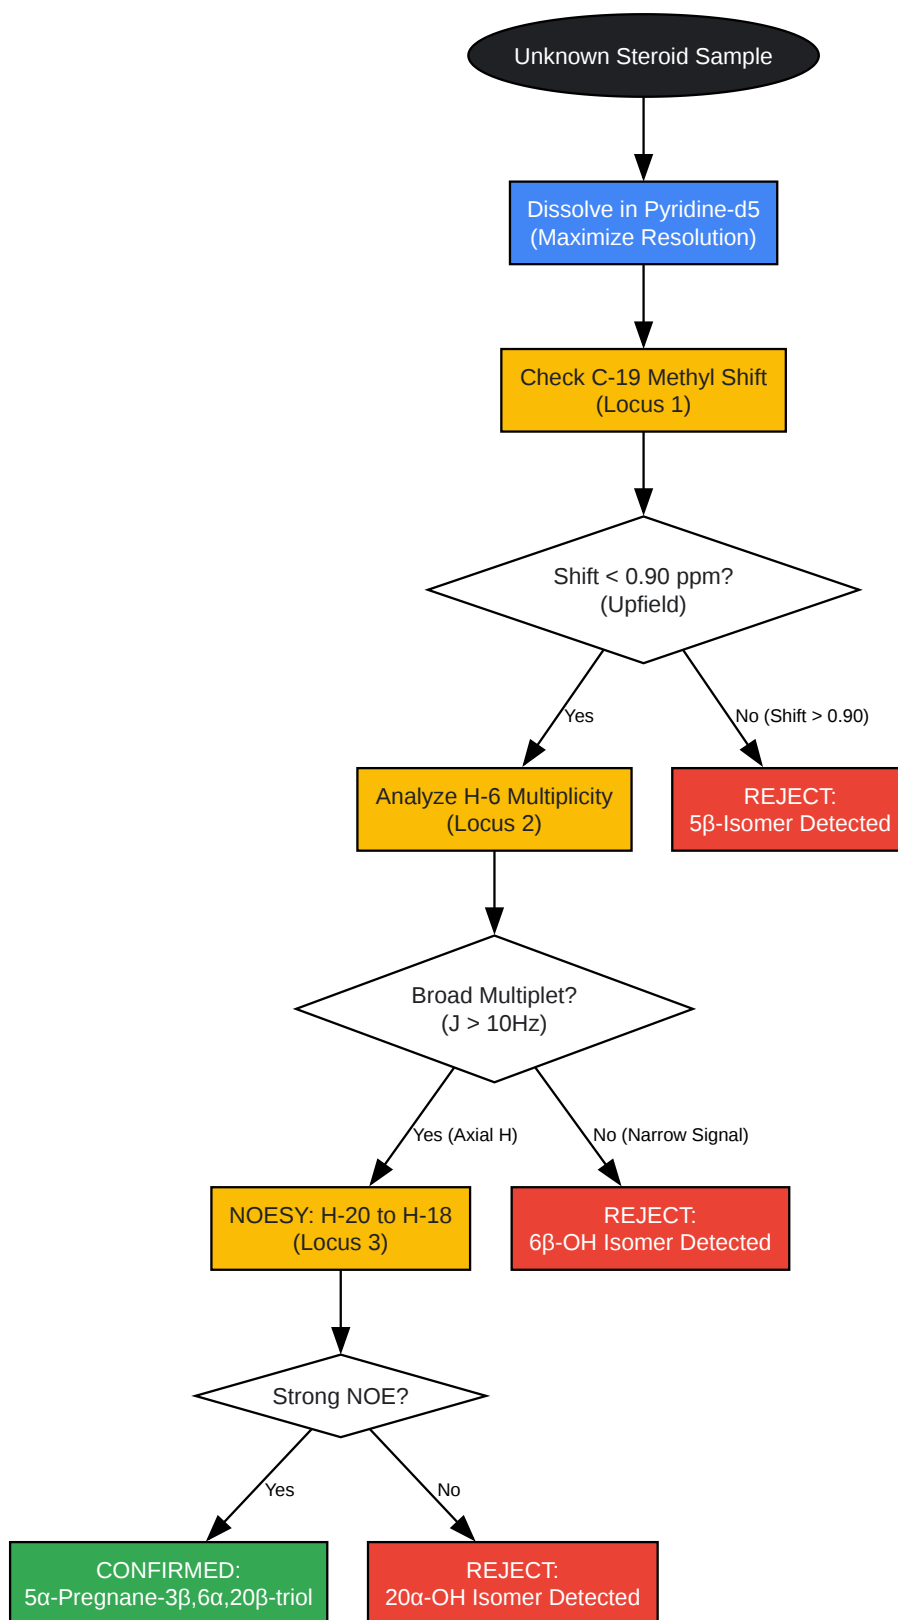 Unknown Steroid Sample
Dissolve in Pyridine-d5
(Maximize Resolution)
Check C-19 Methyl Shift
(Locus 1)
Shift < 0.90 ppm?
(Upfield)
Yes
No (Shift > 0.90)
Analyze H-6 Multiplicity
(Locus 2)
REJECT:
5β-Isomer Detected
Broad Multiplet?
(J > 10Hz)
Yes (Axial H)
No (Narrow Signal)
NOESY: H-20 to H-18
(Locus 3)
REJECT:
6β-OH Isomer Detected
Strong NOE?
Yes
No
CONFIRMED:
5α-Pregnane-3β,6α,20β-triol
REJECT:
20α-OH Isomer Detected